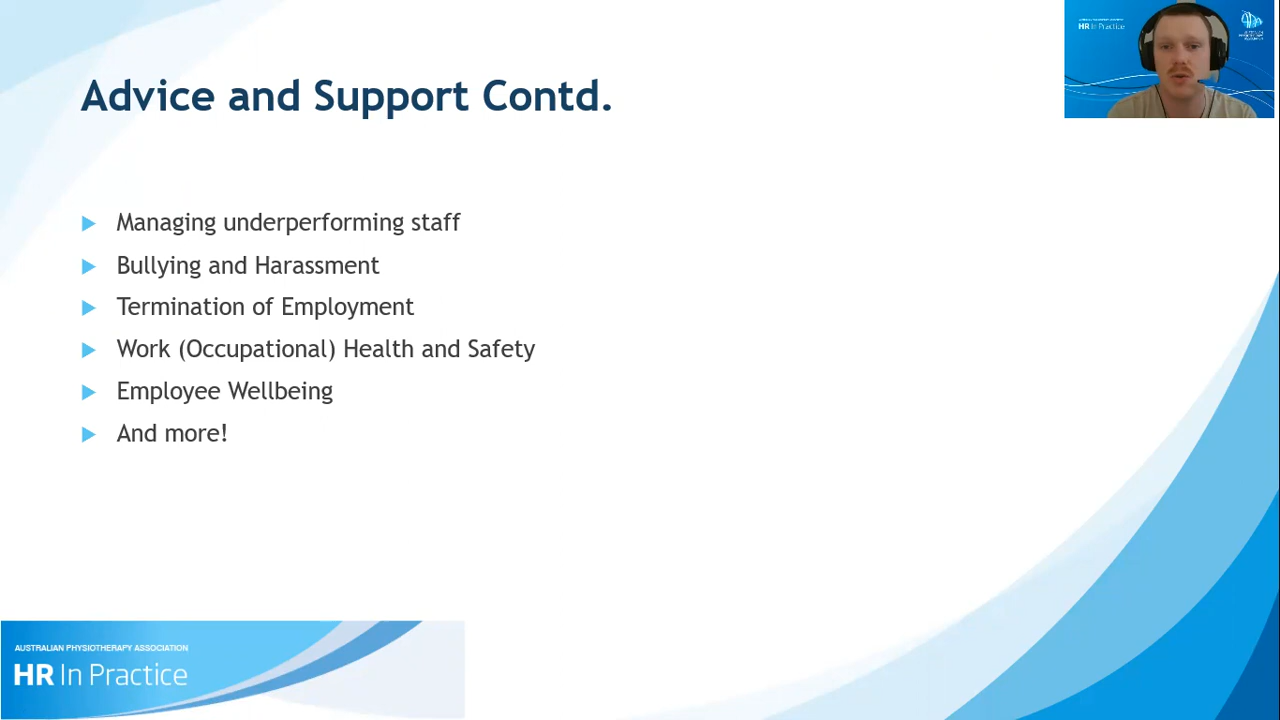 Advice and Support Contd.
HR In Practice
Managing underperforming staff
Bullying and Harassment
Termination of Employment
Work (Occupational) Health and Safety
Employee Wellbeing
And more!
AUSTRALIAN PHYSIOTHERAPY ASSOCIATION
HR In Practice